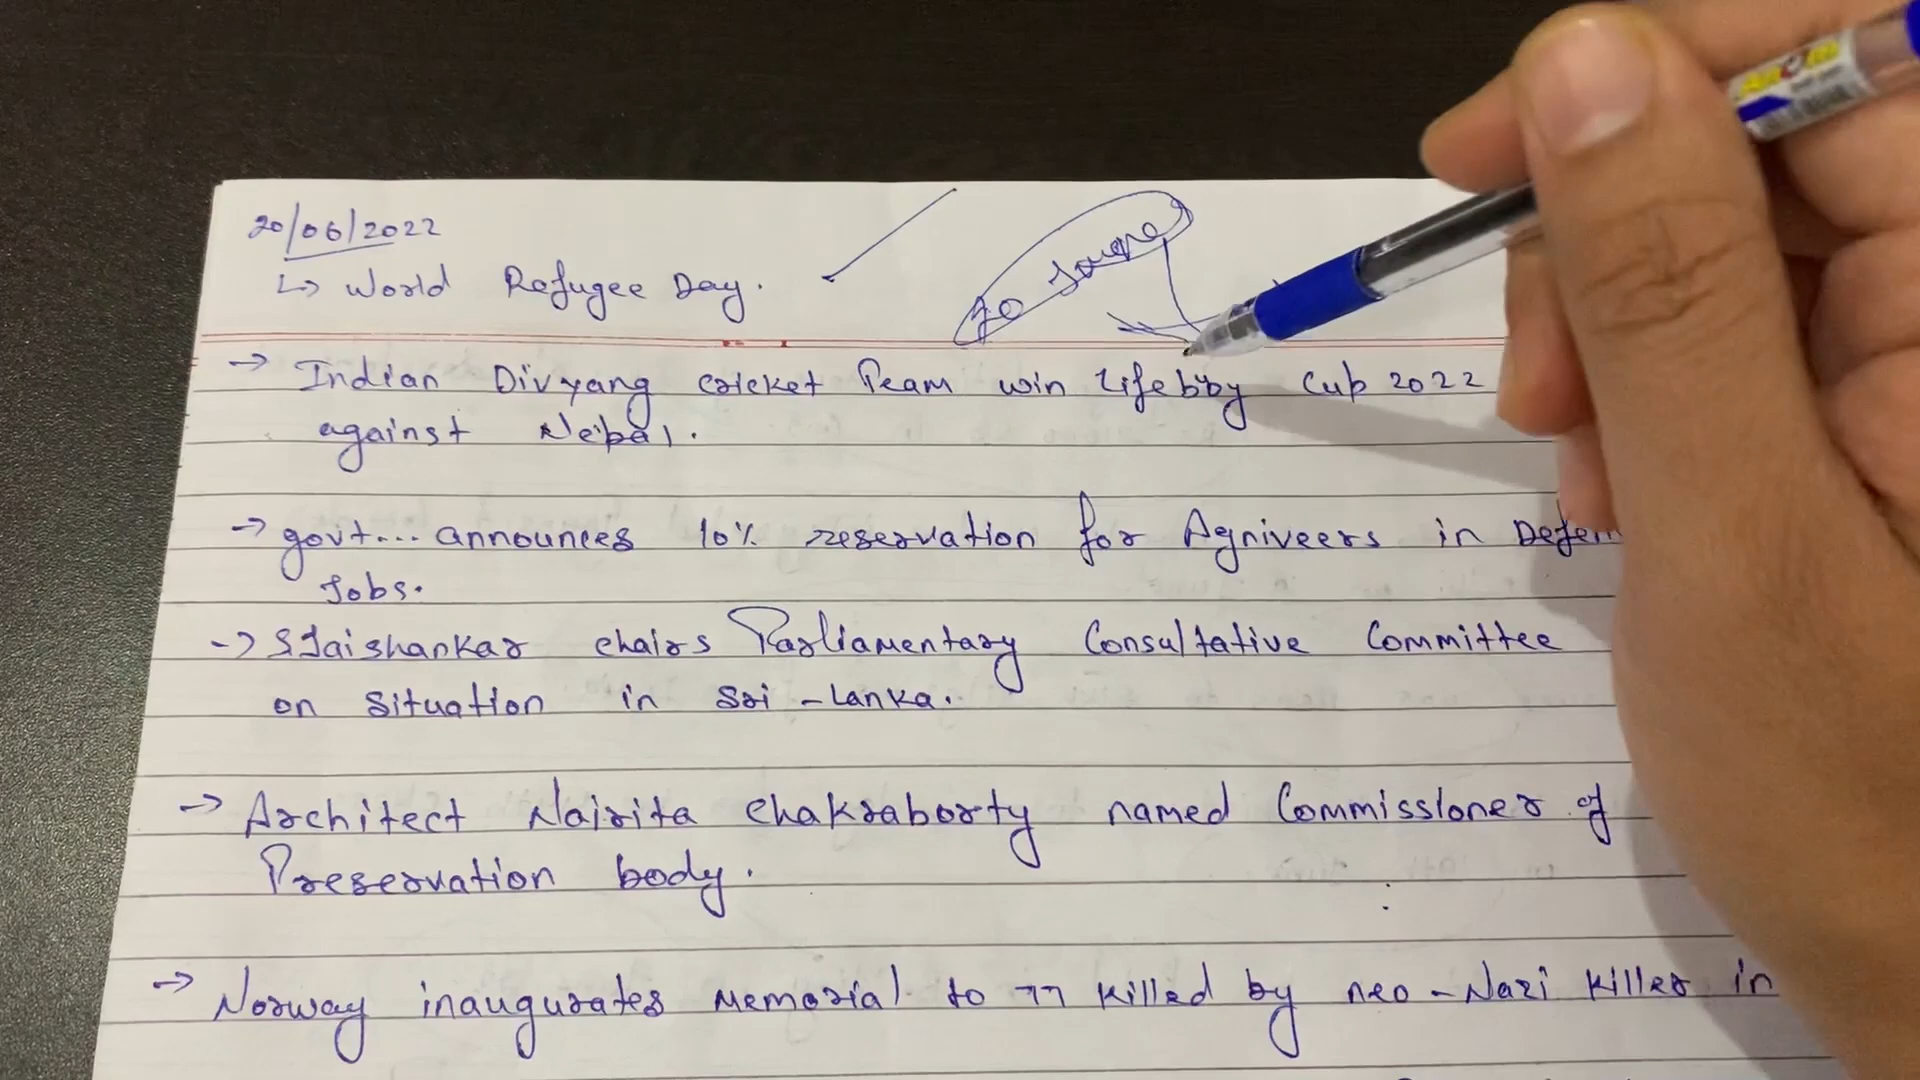 20/06/2022
↳ World Refugee Day.
→ Indian Divyang cricket Team win Lifebuoy Cup 2022
against Nepal.
→ govt... announces 10% reservation for Agniveers in
Jobs.
→ S Jaishankar chairs Parliamentary Consultative Committee
on situation in Sri-Lanka.
→ Architect Nairita Chakraborty named Commissioner of
Preservation body.
→ Norway inaugurates memorial to 77 killed by neo-Nazi killer in